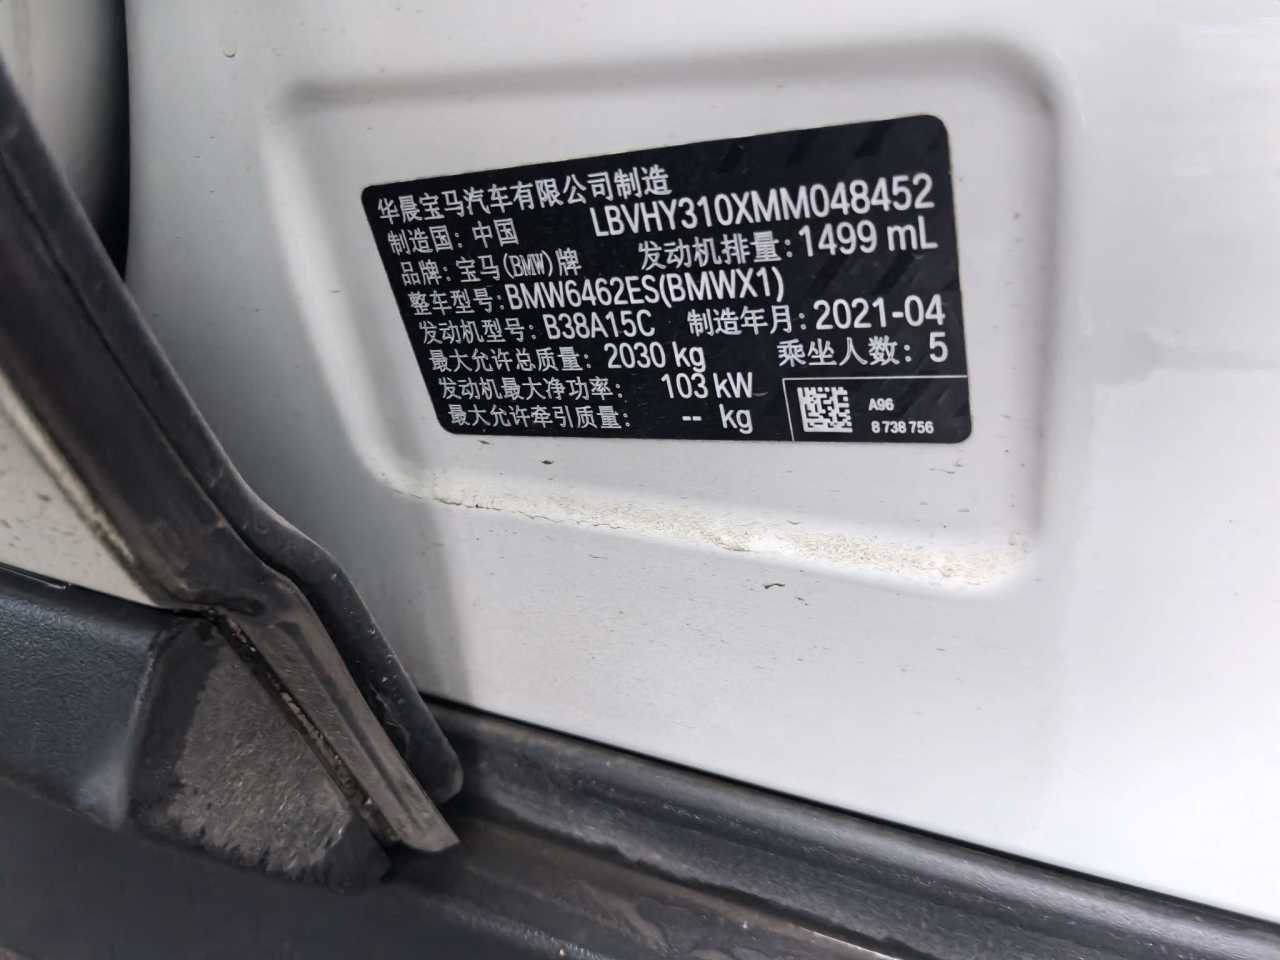 华晨宝马汽车有限公司制造
制造国：中国 LBVHY310XMM048452
品牌：宝马(BMW)牌 发动机排量：1499 mL
整车型号：BMW6462ES(BMWX1)
发动机型号：B38A15C 制造年月：2021-04
最大允许总质量：2030 kg 乘坐人数：5
发动机最大净功率：103 kW
最大允许牵引质量：-- kg
A96
8 738 756